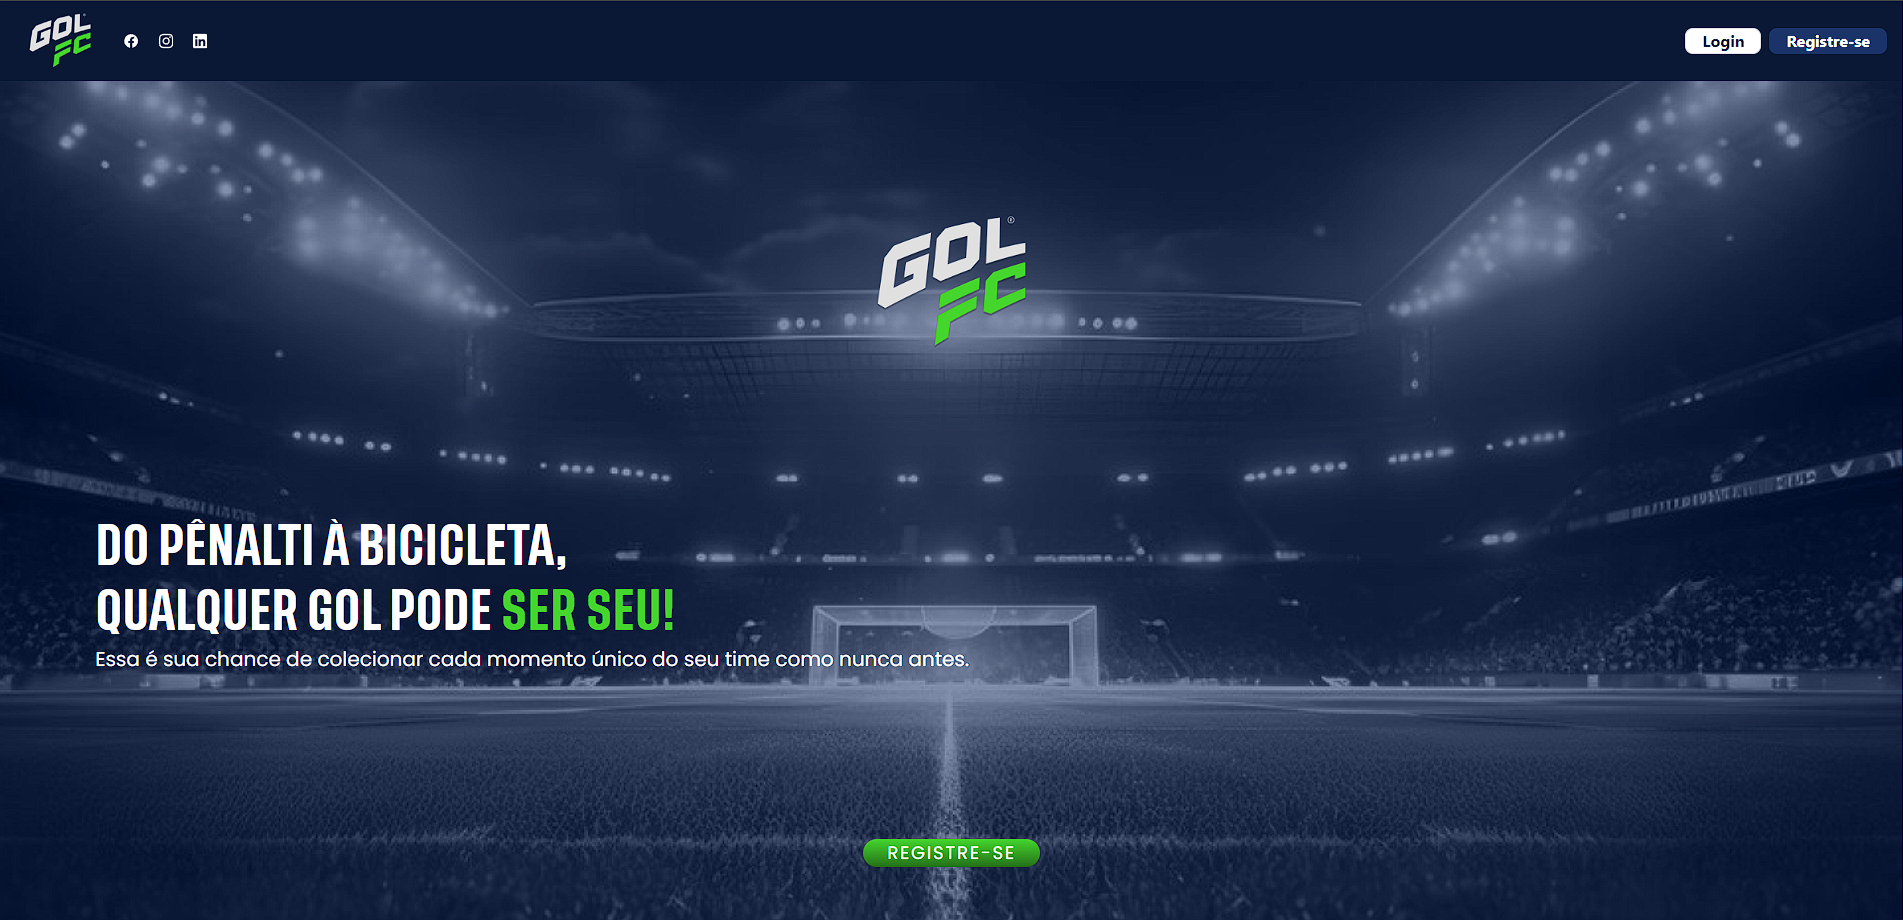 GOL
FC
Login
Registre-se
GOL
FC
DO PÊNALTI À BICICLETA,
QUALQUER GOL PODE SER SEU!
Essa é sua chance de colecionar cada momento único do seu time como nunca antes.
REGISTRE-SE